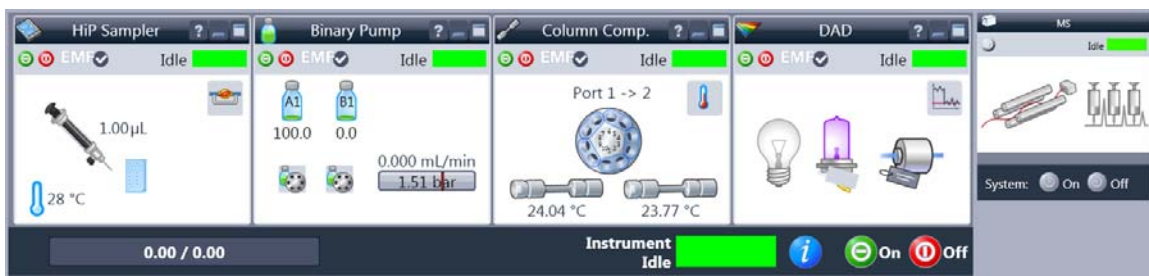 HiP Sampler ?
EMF Idle
1.00 µL
28 °C
Binary Pump ?
EMF Idle
A1 B1
100.0 0.0
0.000 mL/min
1.51 bar
Column Comp. ?
EMF Idle
Port 1 -> 2
24.04 °C 23.77 °C
DAD ?
EMF Idle
MS
Idle
System: On Off
0.00 / 0.00
Instrument
Idle
i
On Off